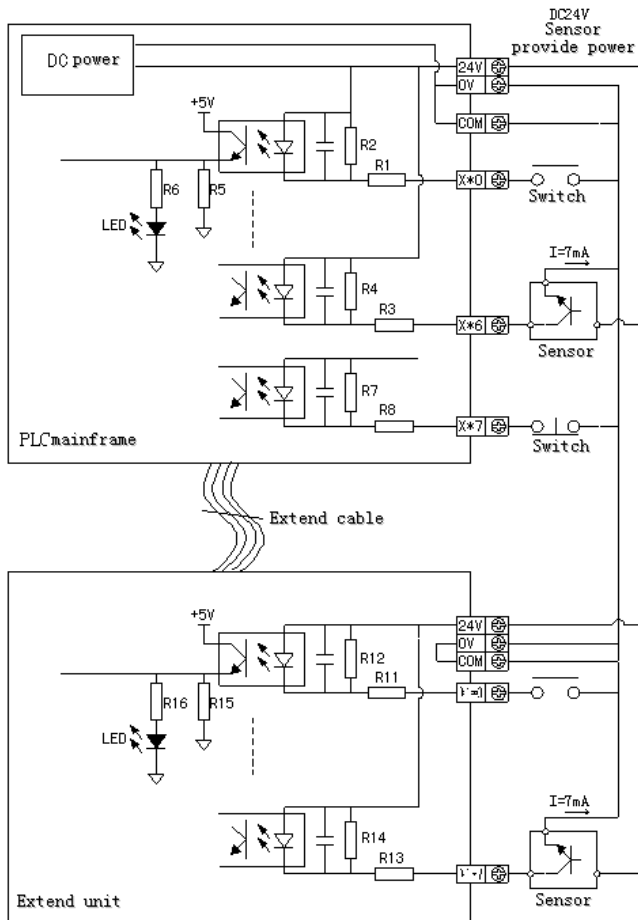 DC24V
Sensor
provide power
DC power
24V
0V
+5V
COM
R2
R1
X*0
R6
R5
Switch
LED
I=7mA
R4
R3
X*6
Sensor
R7
R8
X*7
PLCmainframe
Switch
Extend cable
+5V
24V
0V
R12
COM
R11
R16
R15
LED
I=7mA
R14
R13
Sensor
Extend unit